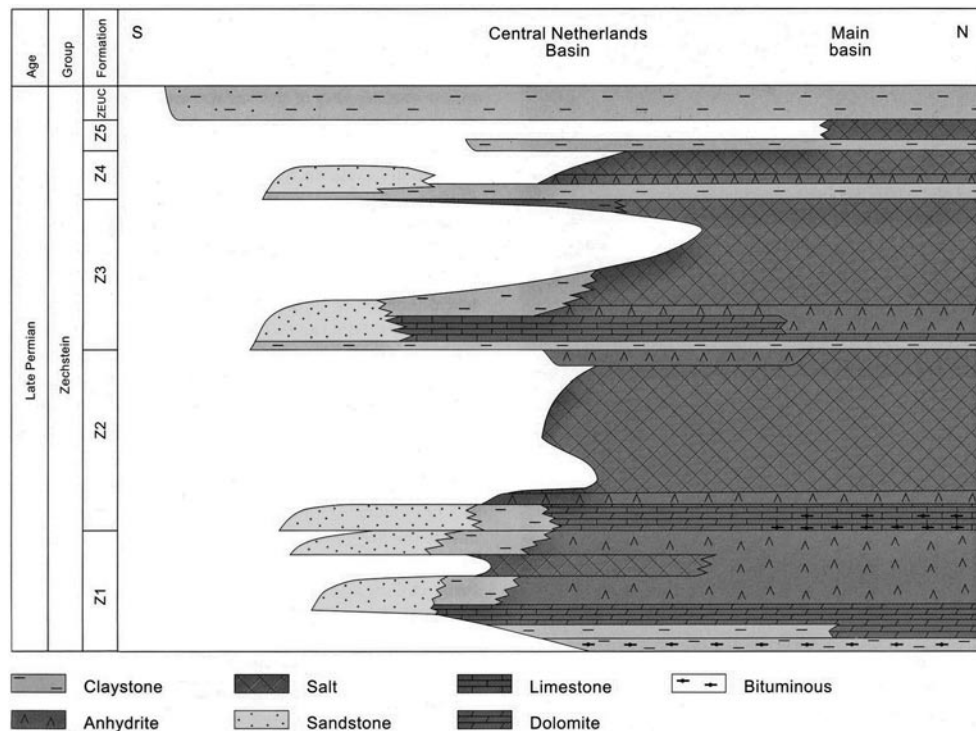 Age
Group
Formation
S
Central Netherlands
Basin
Main
basin
N
Late Permian
Zechstein
ZEUC
Z5
Z4
Z3
Z2
Z1
Claystone
Salt
Limestone
Bituminous
Anhydrite
Sandstone
Dolomite